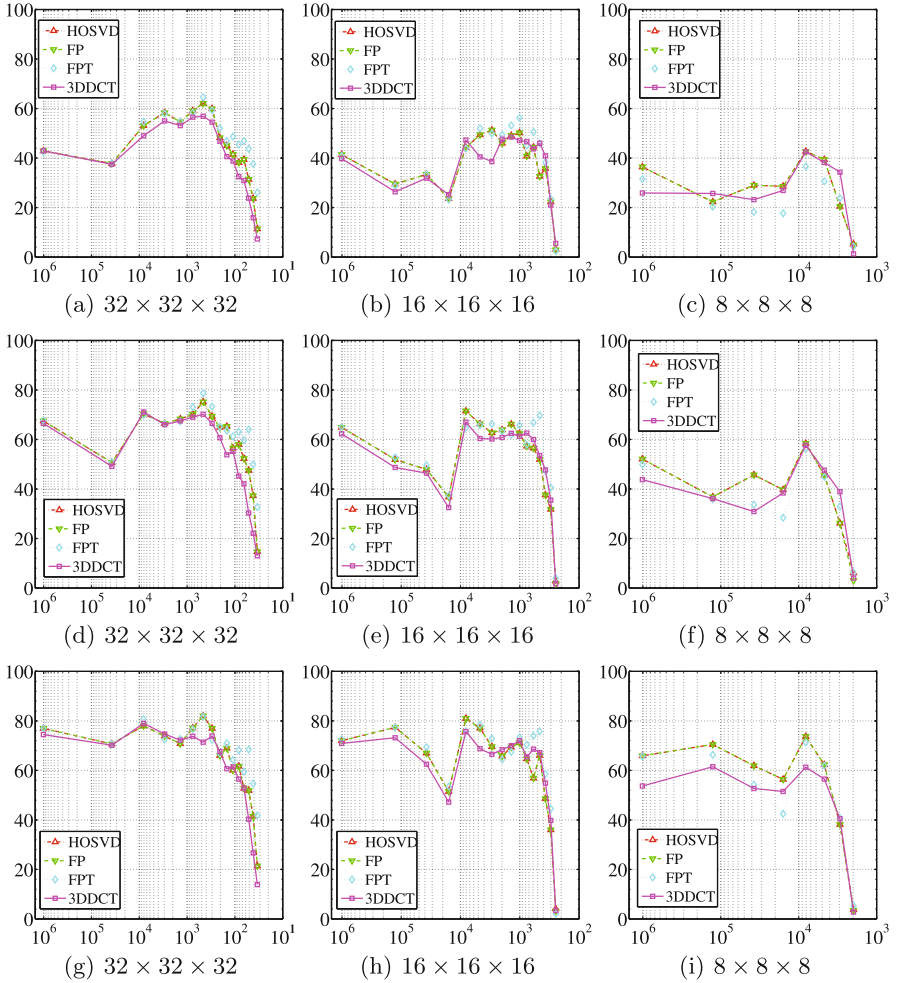 100
80
60
40
20
0
HOSVD
FP
FPT
3DDCT
10^6 10^5 10^4 10^3 10^2 10^1
(a) 32 × 32 × 32
100
80
60
40
20
0
HOSVD
FP
FPT
3DDCT
10^6 10^5 10^4 10^3 10^2
(b) 16 × 16 × 16
100
80
60
40
20
0
HOSVD
FP
FPT
3DDCT
10^6 10^5 10^4 10^3
(c) 8 × 8 × 8
100
80
60
40
20
0
HOSVD
FP
FPT
3DDCT
10^6 10^5 10^4 10^3 10^2 10^1
(d) 32 × 32 × 32
100
80
60
40
20
0
HOSVD
FP
FPT
3DDCT
10^6 10^5 10^4 10^3 10^2
(e) 16 × 16 × 16
100
80
60
40
20
0
HOSVD
FP
FPT
3DDCT
10^6 10^5 10^4 10^3
(f) 8 × 8 × 8
100
80
60
40
20
0
HOSVD
FP
FPT
3DDCT
10^6 10^5 10^4 10^3 10^2 10^1
(g) 32 × 32 × 32
100
80
60
40
20
0
HOSVD
FP
FPT
3DDCT
10^6 10^5 10^4 10^3 10^2
(h) 16 × 16 × 16
100
80
60
40
20
0
HOSVD
FP
FPT
3DDCT
10^6 10^5 10^4 10^3
(i) 8 × 8 × 8